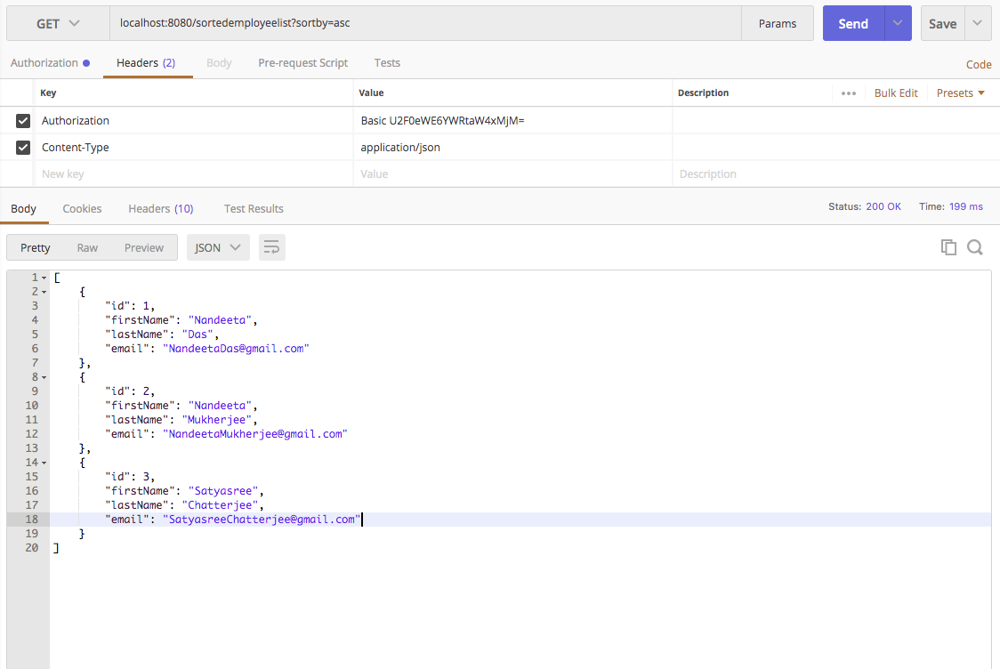 GET localhost:8080/sortedemployeelist?sortby=asc Params Send Save
Authorization Headers (2) Body Pre-request Script Tests Code
Key Value Description Bulk Edit Presets
Authorization Basic U2F0eWE6YWRtaW4xMjM=
Content-Type application/json
New key Value Description
Body Cookies Headers (10) Test Results Status: 200 OK Time: 199 ms
Pretty Raw Preview JSON
1 [
2 {
3 "id": 1,
4 "firstName": "Nandeeta",
5 "lastName": "Das",
6 "email": "NandeetaDas@gmail.com"
7 },
8 {
9 "id": 2,
10 "firstName": "Nandeeta",
11 "lastName": "Mukherjee",
12 "email": "NandeetaMukherjee@gmail.com"
13 },
14 {
15 "id": 3,
16 "firstName": "Satyasree",
17 "lastName": "Chatterjee",
18 "email": "SatyasreeChatterjee@gmail.com"
19 }
20 ]